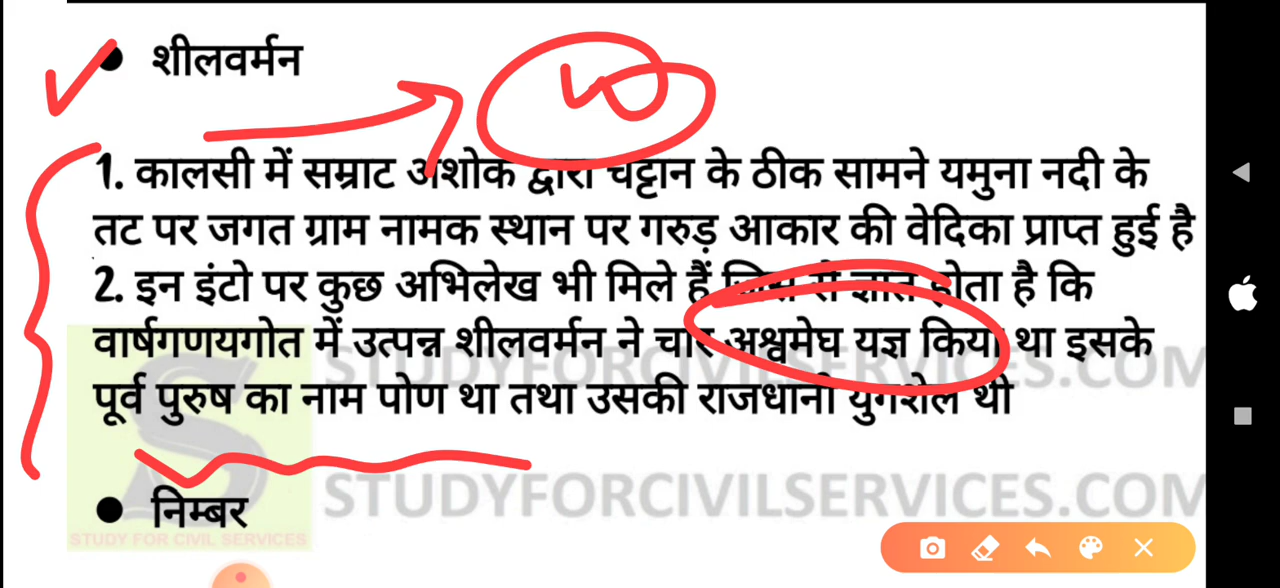 शीलवर्मन
1. कालसी में सम्राट अशोक द्वारा चट्टान के ठीक सामने यमुना नदी के
तट पर जगत ग्राम नामक स्थान पर गरुड़ आकार की वेदिका प्राप्त हुई है
2. इन इंटो पर कुछ अभिलेख भी मिले हैं जिस से ज्ञात होता है कि
वार्षगणयगोत में उत्पन्न शीलवर्मन ने चार अश्वमेघ यज्ञ किया था इसके
पूर्व पुरुष का नाम पोण था तथा उसकी राजधानी युगशैल थी
निम्बर
STUDYFORCIVILSERVICES.COM
STUDYFORCIVILSERVICES.COM
STUDY FOR CIVIL SERVICES